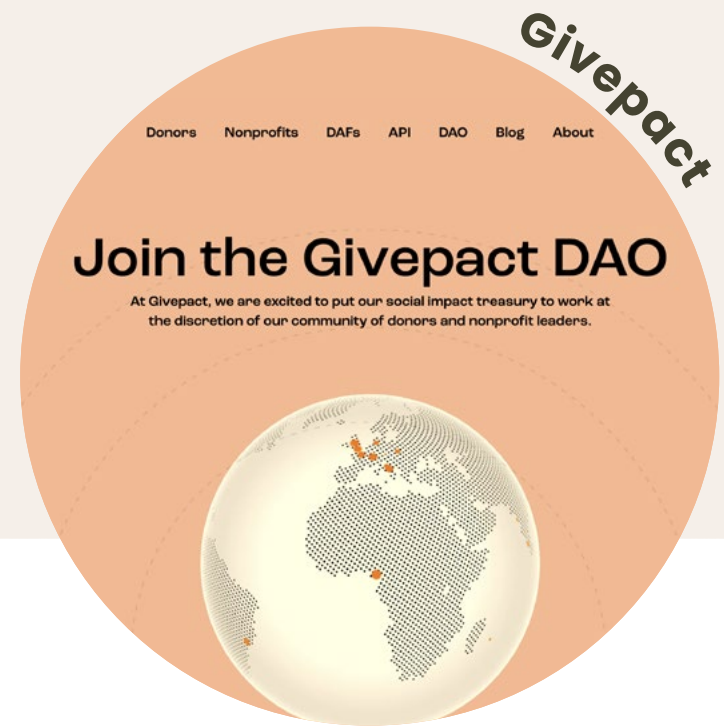 Givepact
Donors Nonprofits DAFs API DAO Blog About
Join the Givepact DAO
At Givepact, we are excited to put our social impact treasury to work at
the discretion of our community of donors and nonprofit leaders.